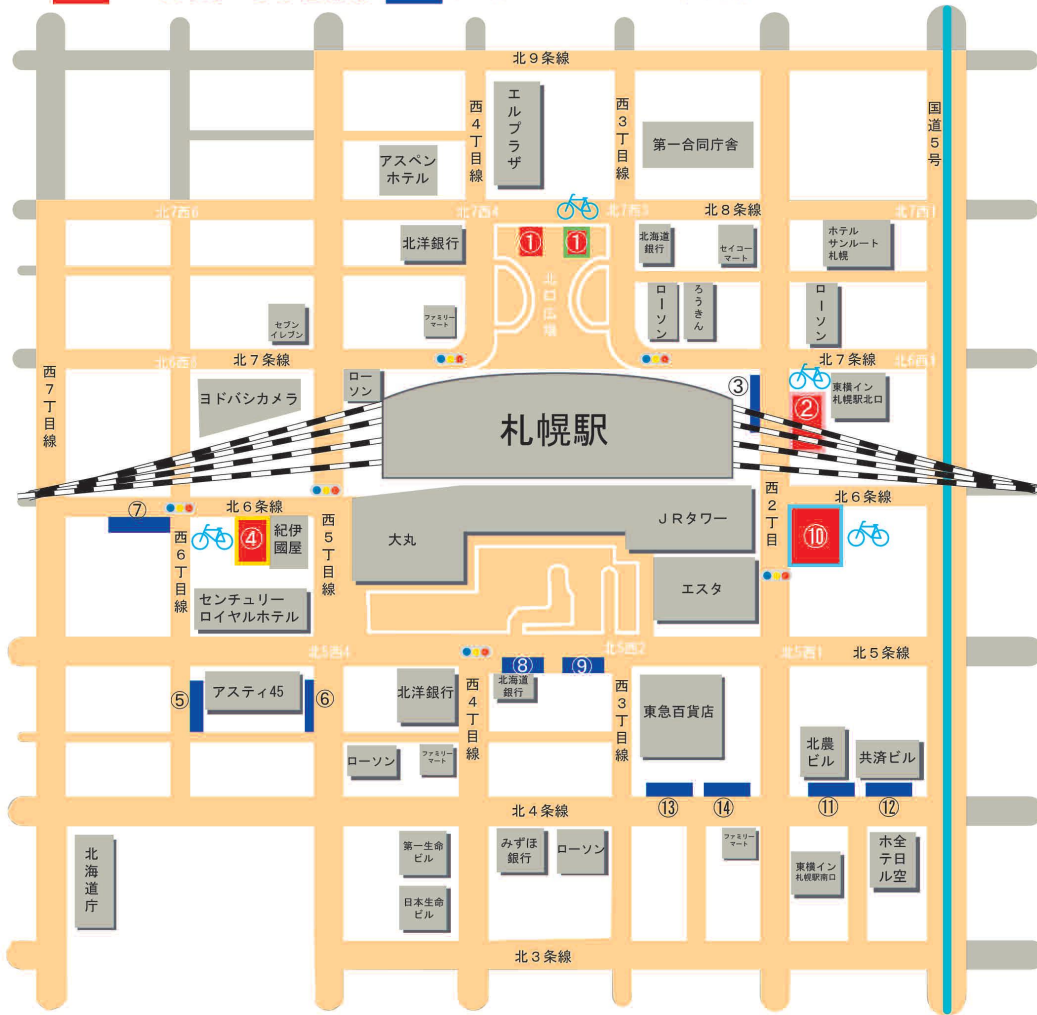 北9条線
エルプラザ
西4丁目線
西3丁目線
国道5号
第一合同庁舎
アスペン
ホテル
北7西6
北7西4
北7西3
北8条線
北7西1
①
①
北洋銀行
北海道
銀行
セイコー
マート
ホテル
サンルート
札幌
北口広場
ローソン
ろうきん
ローソン
セブン
イレブン
ファミリー
マート
北7条線
北7条線
北6西1
西7丁目線
ヨドバシカメラ
ロー
ソン
札幌駅
③
②
東横イン
札幌駅北口
⑦
北6条線
北6条線
西6丁目線
④
紀伊
國屋
西5丁目線
大丸
JRタワー
西2丁目
⑩
エスタ
センチュリー
ロイヤルホテル
北5西4
北5西2
北5西1
北5条線
⑧
⑨
北海道
銀行
⑤
アスティ45
⑥
北洋銀行
西4丁目線
西3丁目線
東急百貨店
北農
ビル
共済ビル
ローソン
ファミリー
マート
⑬
⑭
⑪
⑫
北4条線
北海道庁
第一生命
ビル
みずほ
銀行
ローソン
ファミリー
マート
東横イン
札幌駅南口
全日空
ホテル
日本生命
ビル
北3条線